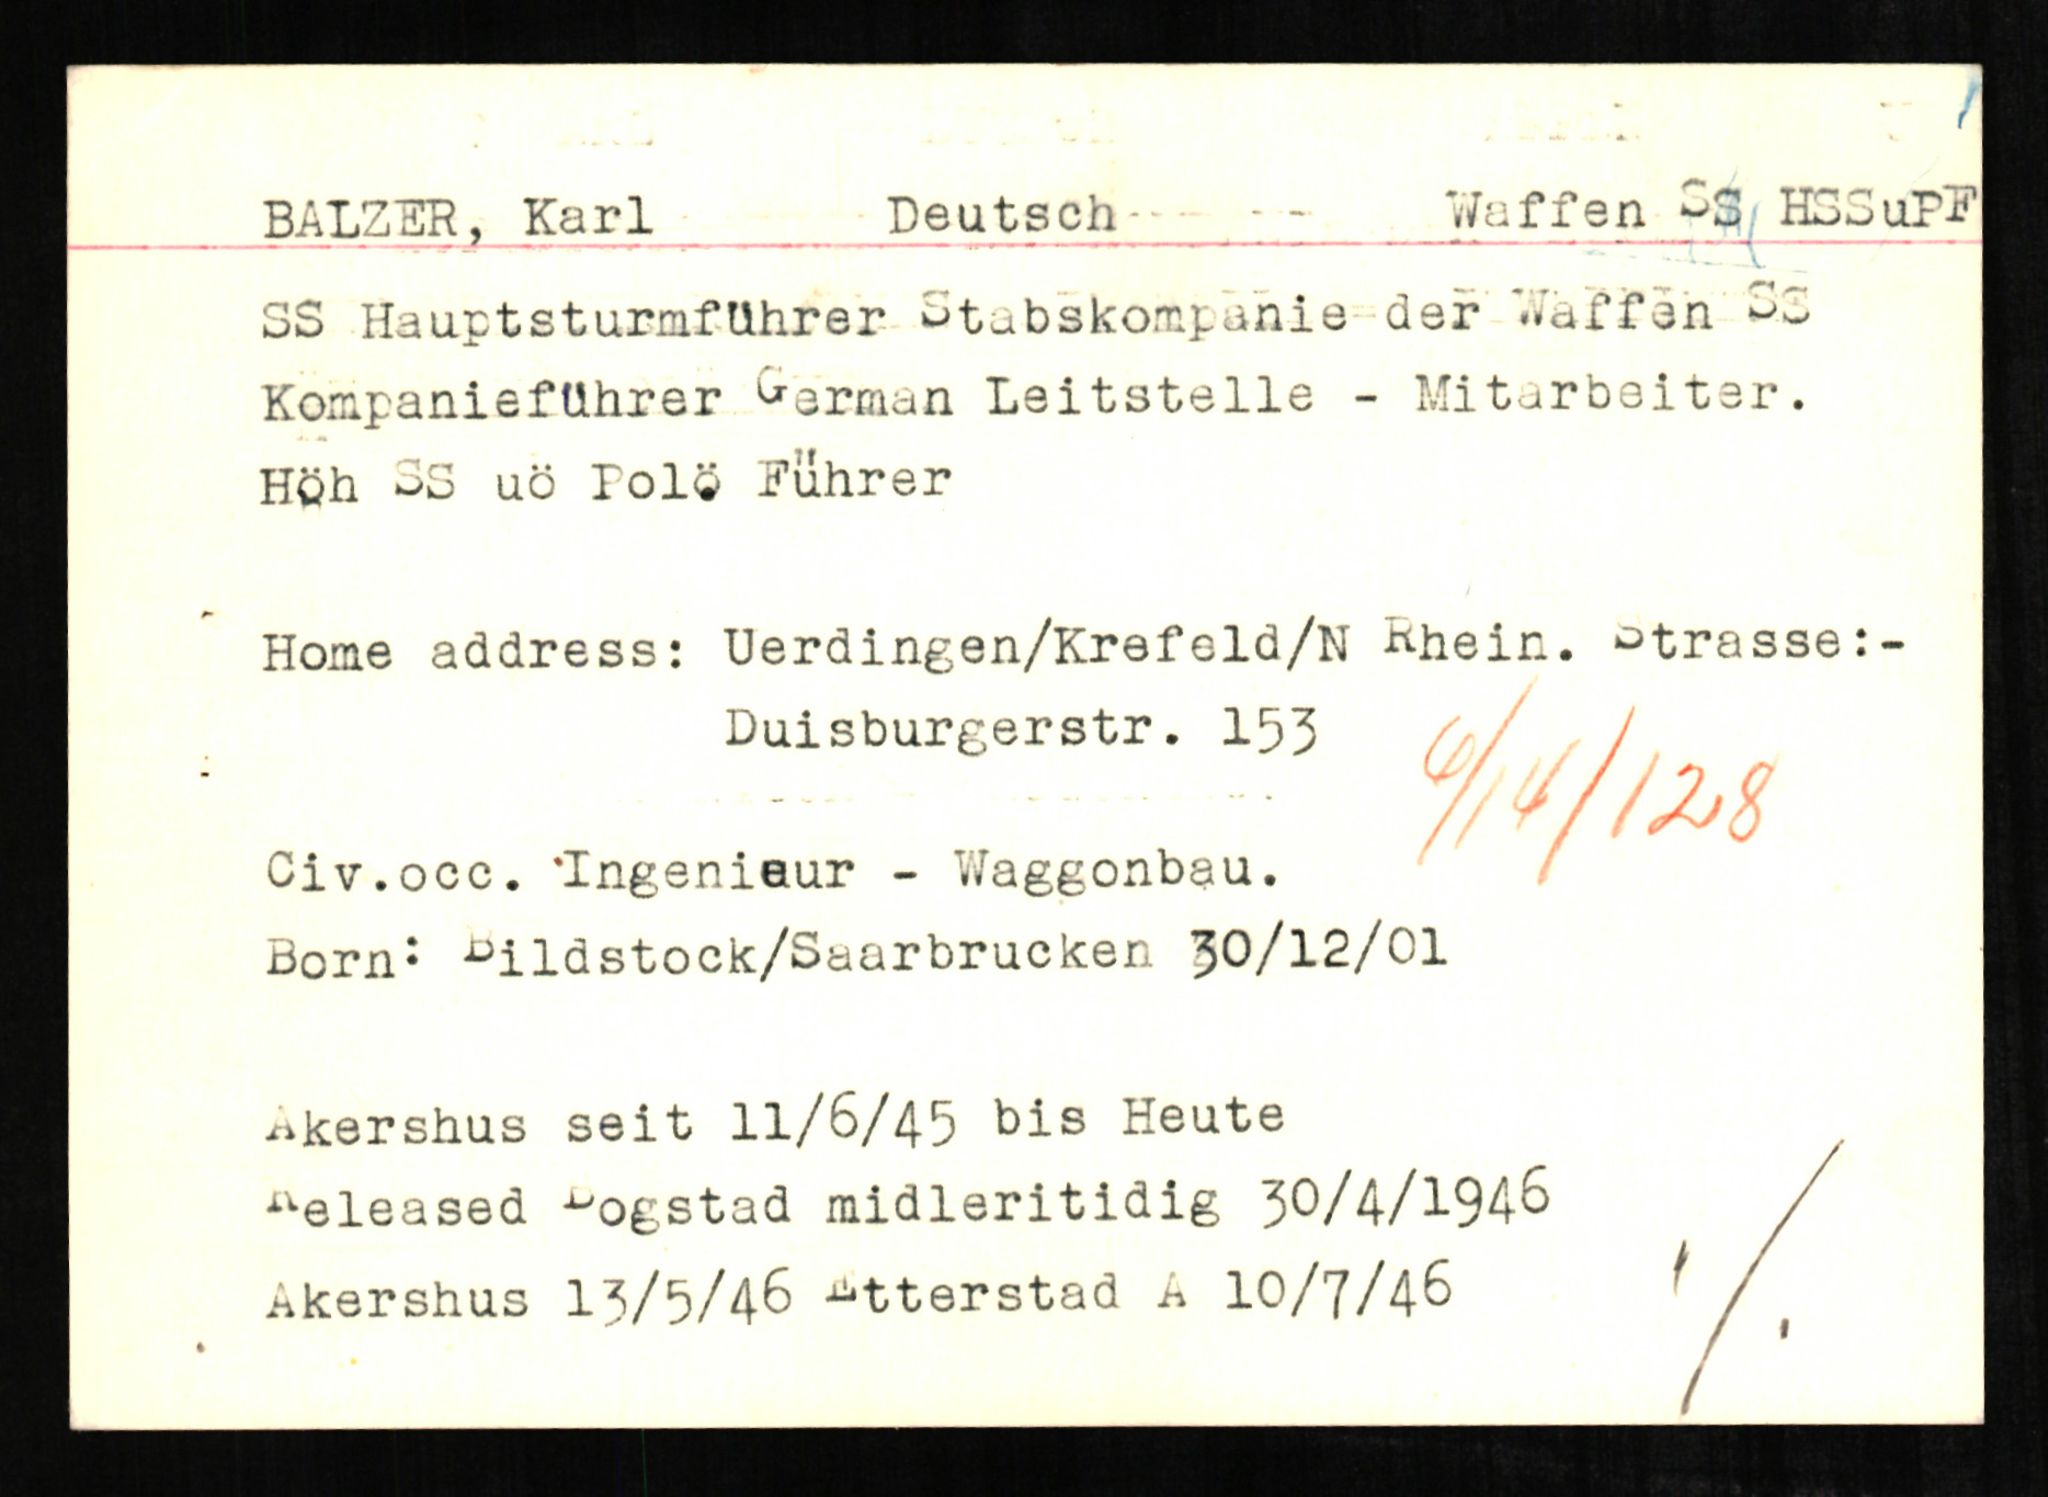 BALZER, Karl Deutsch Waffen SS HSSuPF
SS Hauptsturmführer Stabskompanie der Waffen SS
Kompanieführer German Leitstelle - Mitarbeiter.
Höh SS uö Polö Führer
Home address: Uerdingen/Krefeld/N Rhein. Strasse:-
Duisburgerstr. 153
6/14/128
Civ.occ. Ingenieur - Waggonbau.
Born: Bildstock/Saarbrucken 30/12/01
Akershus seit 11/6/45 bis Heute
Released Bogstad midleritidig 30/4/1946
Akershus 13/5/46 Etterstad A 10/7/46